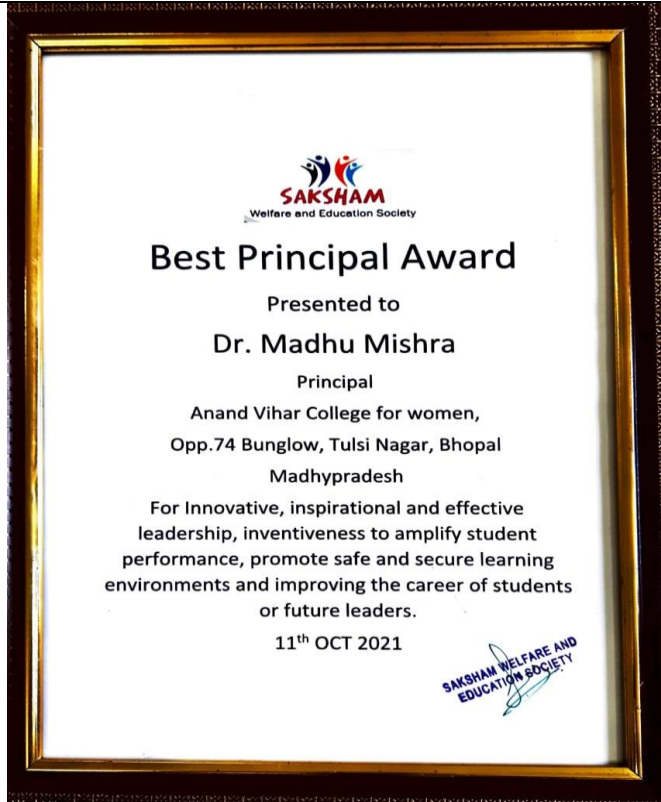 SAKSHAM
Welfare and Education Society
Best Principal Award
Presented to
Dr. Madhu Mishra
Principal
Anand Vihar College for women,
Opp.74 Bunglow, Tulsi Nagar, Bhopal
Madhypradesh
For Innovative, inspirational and effective
leadership, inventiveness to amplify student
performance, promote safe and secure learning
environments and improving the career of students
or future leaders.
11th OCT 2021
SAKSHAM WELFARE AND
EDUCATION SOCIETY